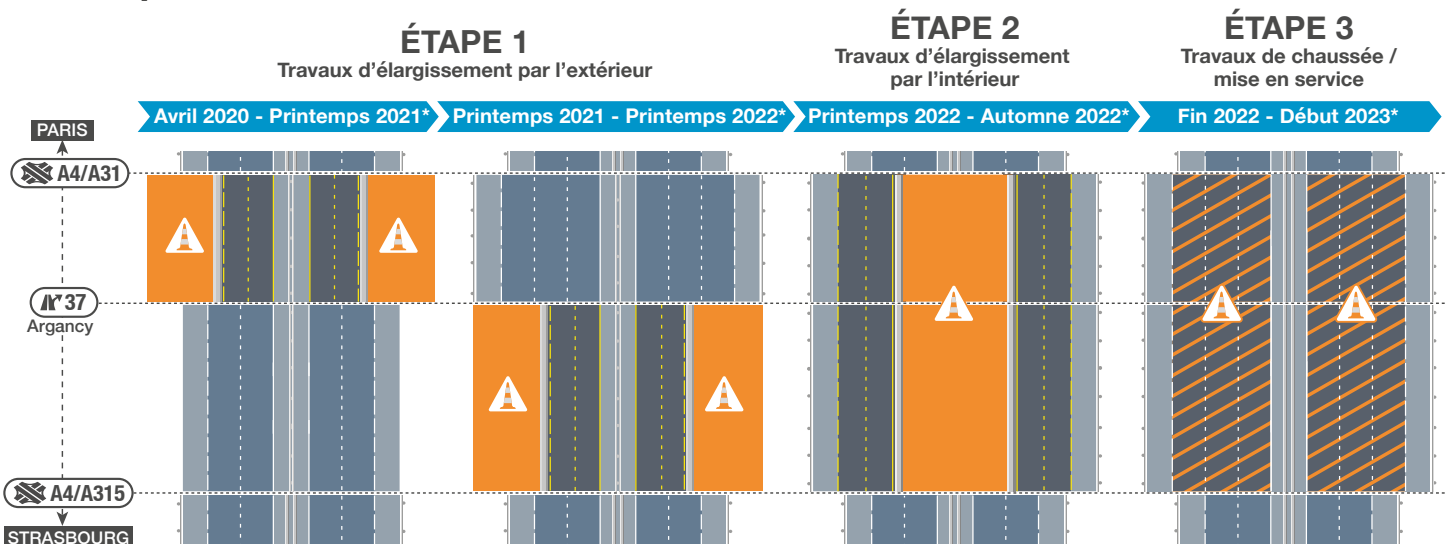 ÉTAPE 1
Travaux d'élargissement par l'extérieur
ÉTAPE 2
Travaux d'élargissement
par l'intérieur
ÉTAPE 3
Travaux de chaussée /
mise en service
Avril 2020 - Printemps 2021*
Printemps 2021 - Printemps 2022*
Printemps 2022 - Automne 2022*
Fin 2022 - Début 2023*
PARIS
A4/A31
37
Argancy
A4/A315
STRASBOURG